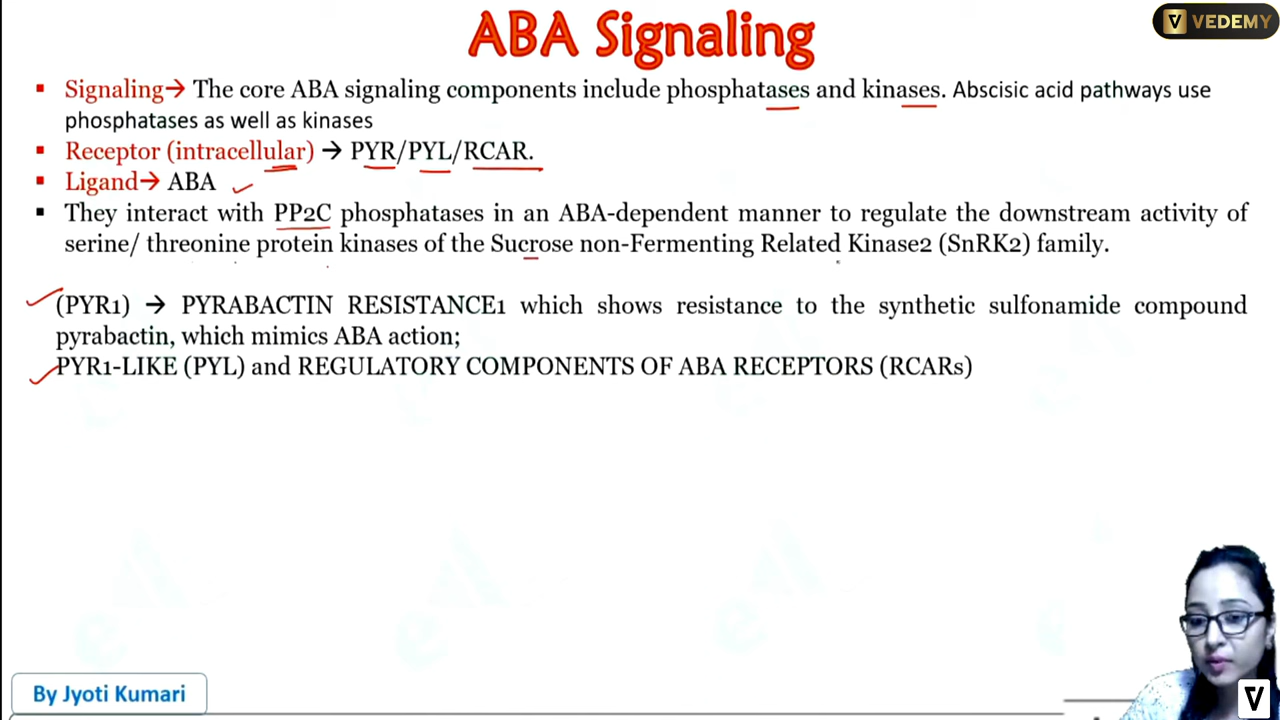 ABA Signaling
VEDEMY
▪ Signaling→ The core ABA signaling components include phosphatases and kinases. Abscisic acid pathways use
phosphatases as well as kinases
▪ Receptor (intracellular) → PYR/PYL/RCAR.
▪ Ligand→ ABA
▪ They interact with PP2C phosphatases in an ABA-dependent manner to regulate the downstream activity of
serine/ threonine protein kinases of the Sucrose non-Fermenting Related Kinase2 (SnRK2) family.
(PYR1) → PYRABACTIN RESISTANCE1 which shows resistance to the synthetic sulfonamide compound
pyrabactin, which mimics ABA action;
PYR1-LIKE (PYL) and REGULATORY COMPONENTS OF ABA RECEPTORS (RCARs)
By Jyoti Kumari